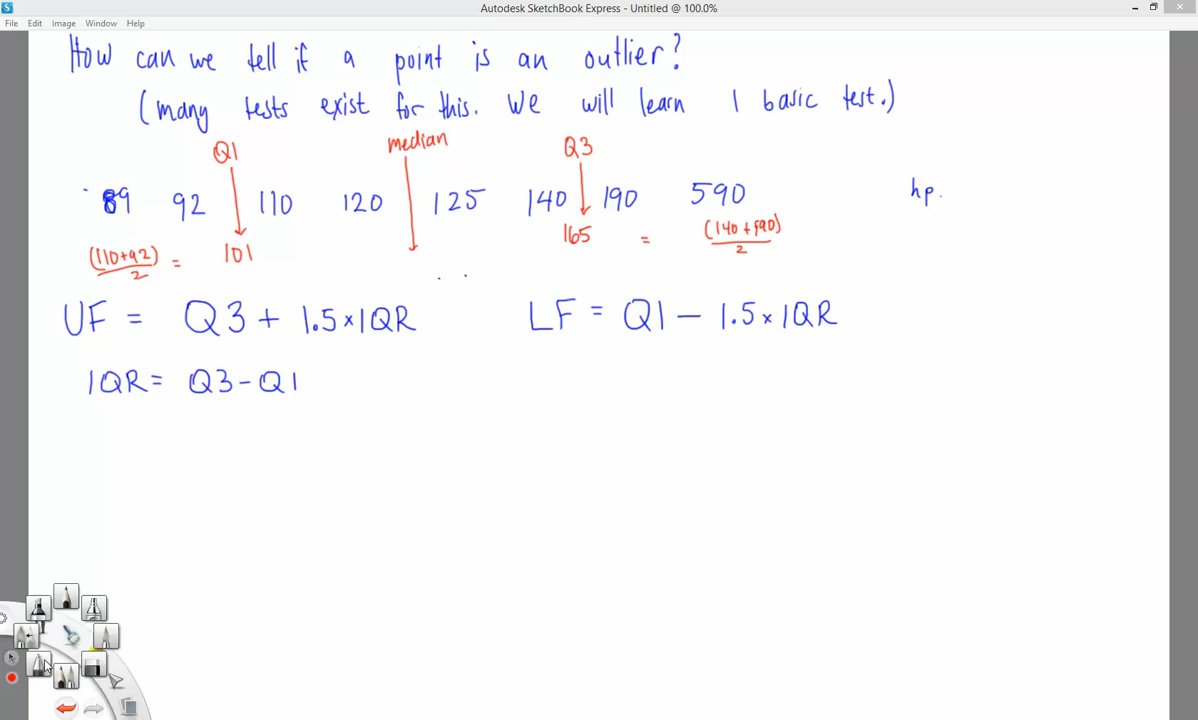 Autodesk SketchBook Express - Untitled @ 100.0%
File Edit Image Window Help
How can we tell if a point is an outlier?
(many tests exist for this. We will learn 1 basic test.)
Q1 median Q3
89 92 110 120 125 140 190 590 hp.
(110+92)/2 = 101 165 = (140+190)/2
UF = Q3 + 1.5×IQR LF = Q1 - 1.5×IQR
IQR = Q3-Q1